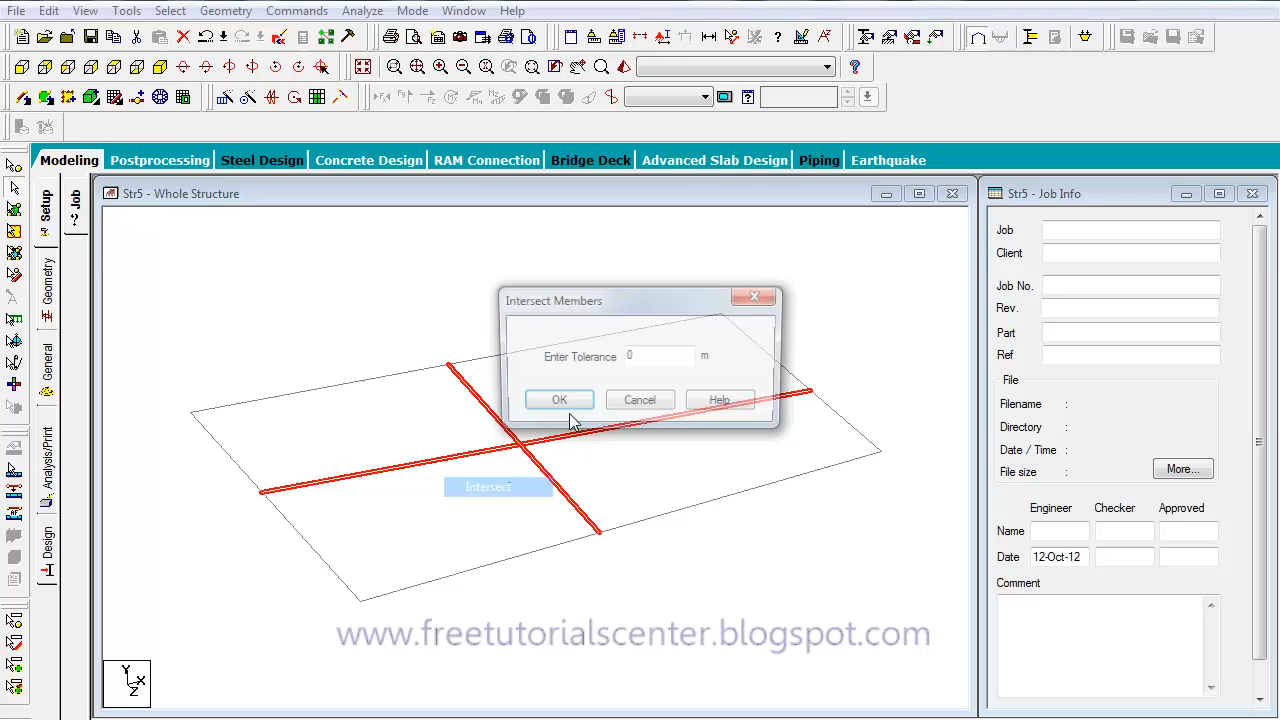 File Edit View Tools Select Geometry Commands Analyze Mode Window Help
Modeling Postprocessing Steel Design Concrete Design RAM Connection Bridge Deck Advanced Slab Design Piping Earthquake
Setup
Geometry
General
Analysis/Print
Design
Job
Str5 - Whole Structure
Intersect Members
Enter Tolerance 0 m
OK Cancel Help
Intersect
www.freetutorialscenter.blogspot.com
Y
X
Z
Str5 - Job Info
Job
Client
Job No.
Rev.
Part
Ref
File
Filename :
Directory :
Date / Time :
File size : More...
Engineer Checker Approved
Name
Date 12-Oct-12
Comment